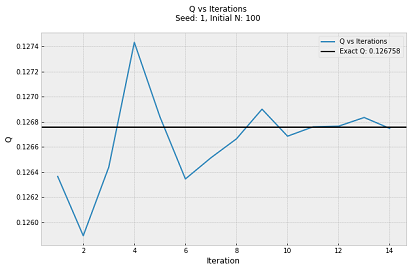 Q vs Iterations
Seed: 1, Initial N: 100
Q vs Iterations
Exact Q: 0.126758
0.1274
0.1272
0.1270
0.1268
0.1266
0.1264
0.1262
0.1260
Q
2 4 6 8 10 12 14
Iteration